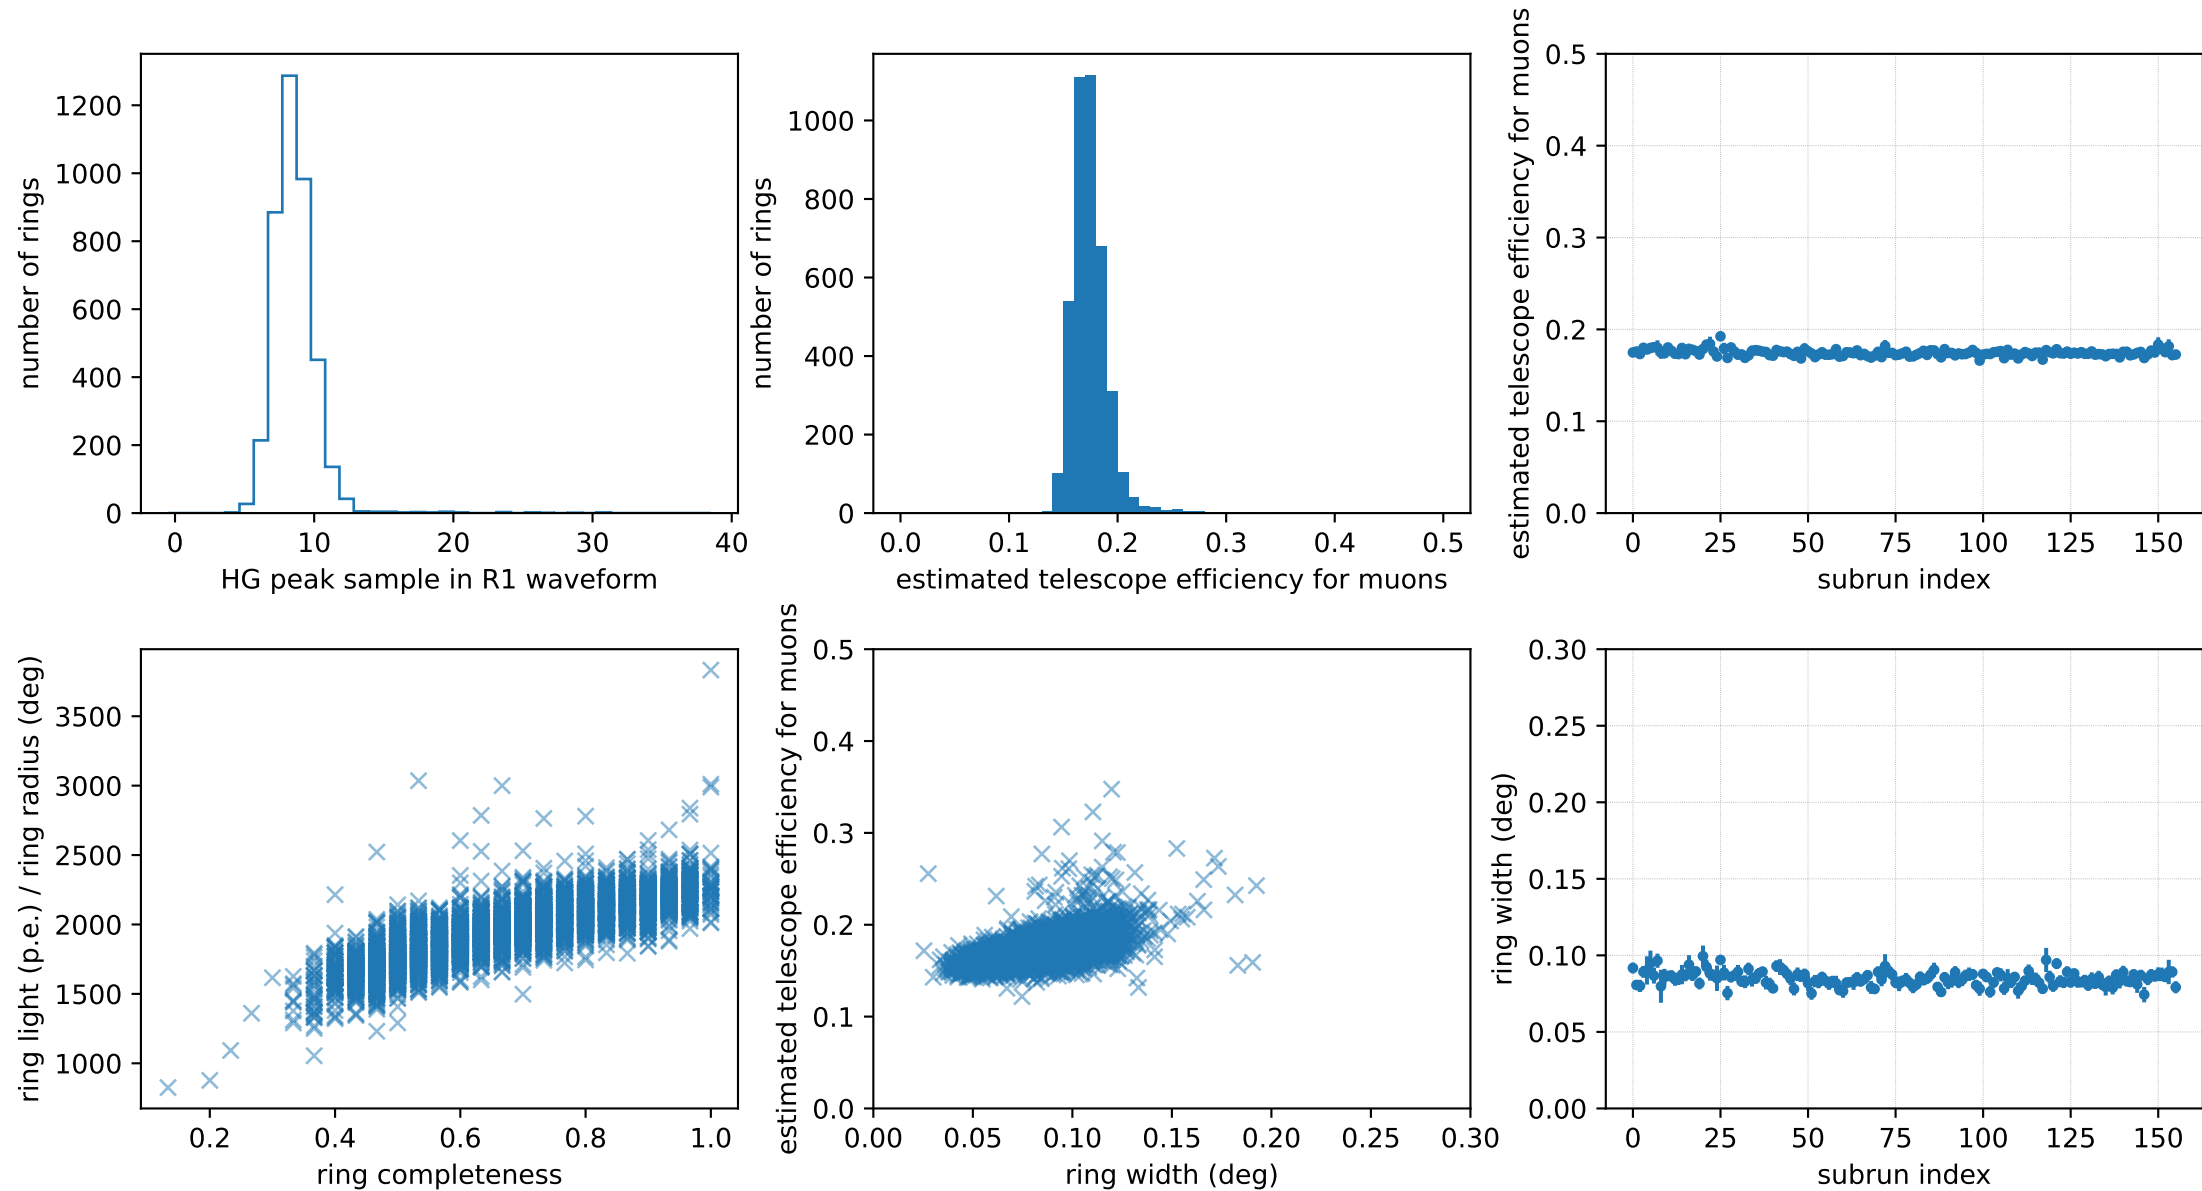 number of rings
1200
1000
800
600
400
200
0
0 10 20 30 40
HG peak sample in R1 waveform
number of rings
1000
800
600
400
200
0
0.0 0.1 0.2 0.3 0.4 0.5
estimated telescope efficiency for muons
estimated telescope efficiency for muons
0.5
0.4
0.3
0.2
0.1
0.0
0 25 50 75 100 125 150
subrun index
ring light (p.e.) / ring radius (deg)
3500
3000
2500
2000
1500
1000
0.2 0.4 0.6 0.8 1.0
ring completeness
estimated telescope efficiency for muons
0.5
0.4
0.3
0.2
0.1
0.0
0.00 0.05 0.10 0.15 0.20 0.25 0.30
ring width (deg)
ring width (deg)
0.30
0.25
0.20
0.15
0.10
0.05
0.00
0 25 50 75 100 125 150
subrun index